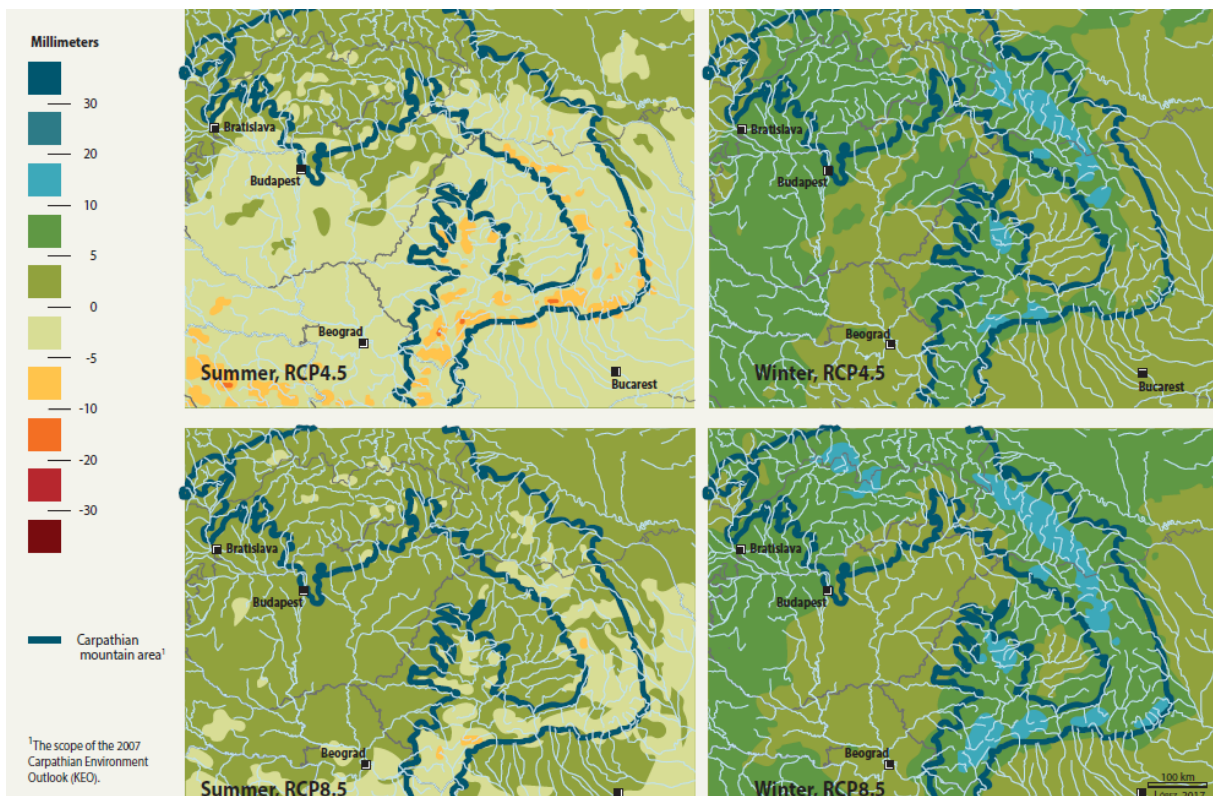 Millimeters
30
20
10
5
0
-5
-10
-20
-30
Carpathian
mountain area1
1The scope of the 2007
Carpathian Environment
Outlook (KEO).
Bratislava
Budapest
Beograd
Summer, RCP4.5
Bucarest
Bratislava
Budapest
Beograd
Winter, RCP4.5
Bucarest
Bratislava
Budapest
Beograd
Summer, RCP8.5
Bratislava
Budapest
Beograd
Winter, RCP8.5
100 km